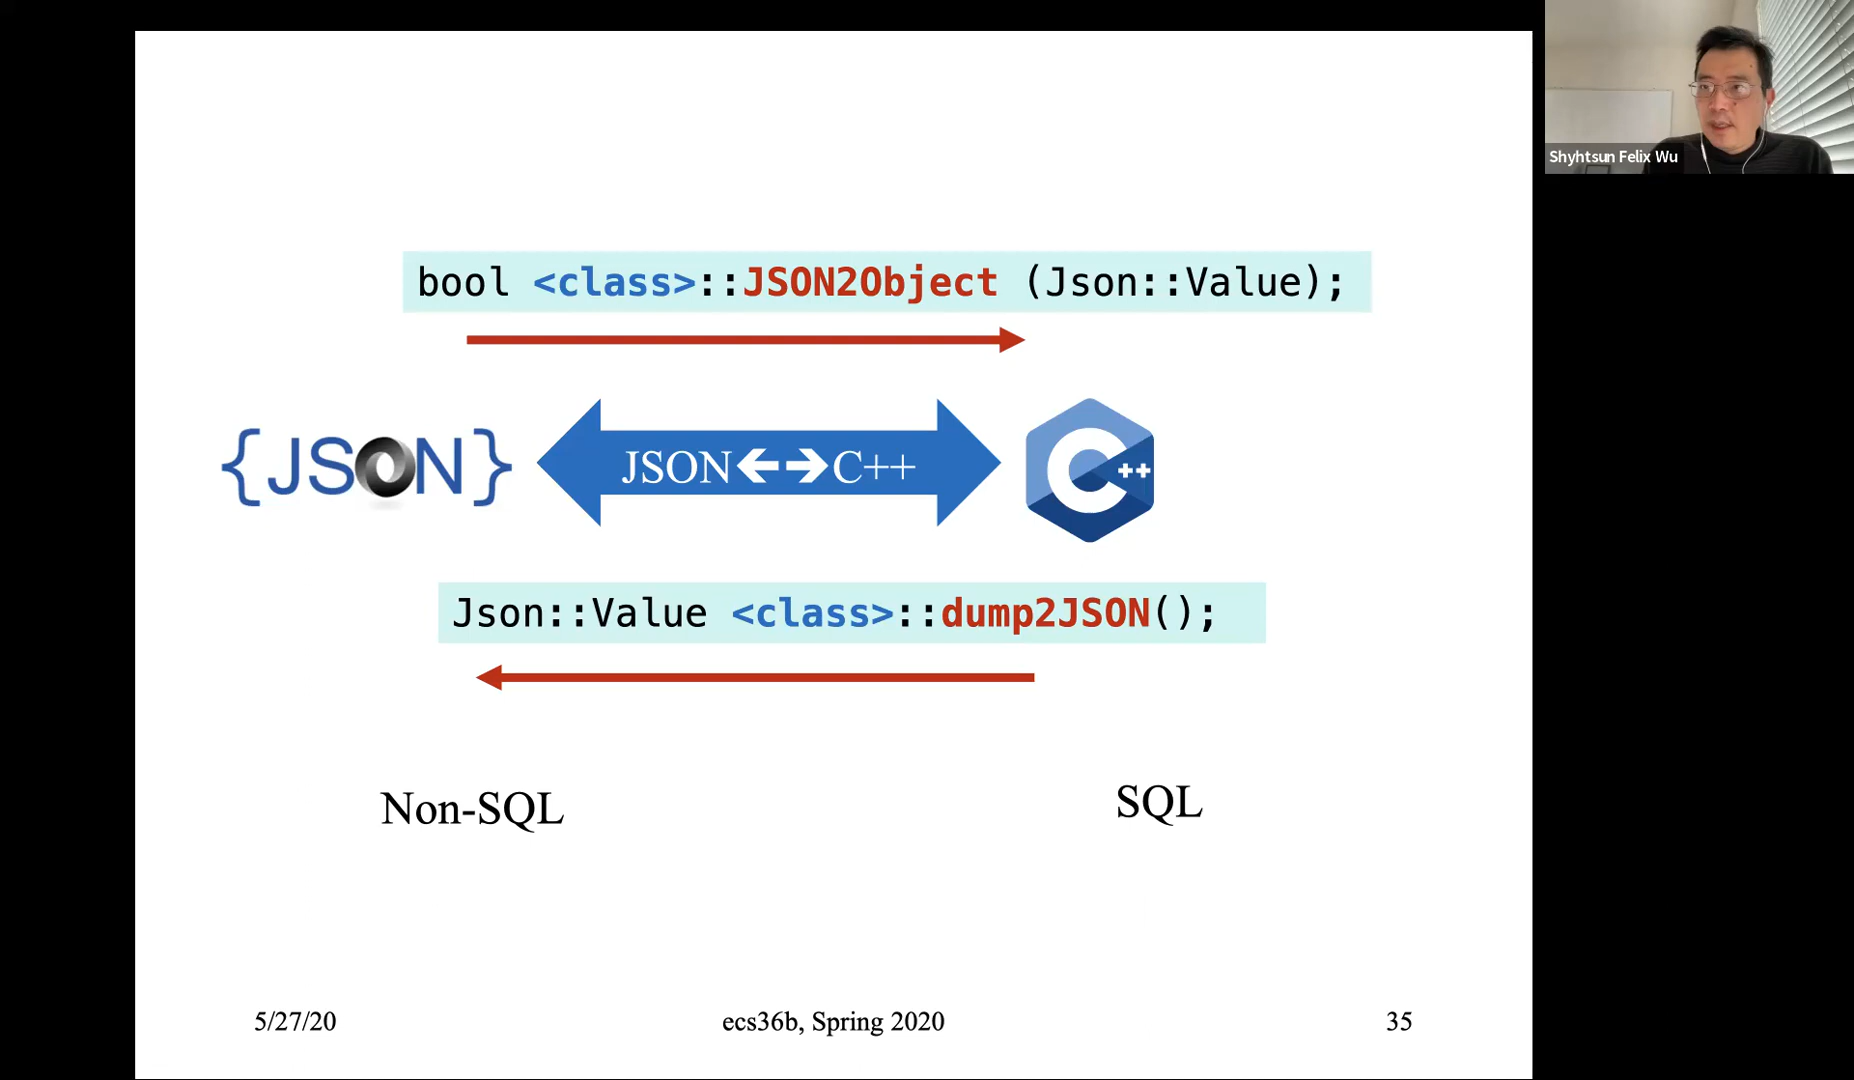 Shyhtsun Felix Wu
bool <class>::JSON2Object (Json::Value);
{JSON}
JSON🡨🡪C++
C++
Json::Value <class>::dump2JSON();
Non-SQL
SQL
5/27/20
ecs36b, Spring 2020
35